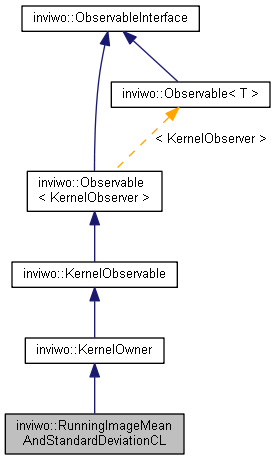 inviwo::ObservableInterface
inviwo::Observable< T >
< KernelObserver >
inviwo::Observable
< KernelObserver >
inviwo::KernelObservable
inviwo::KernelOwner
inviwo::RunningImageMean
AndStandardDeviationCL